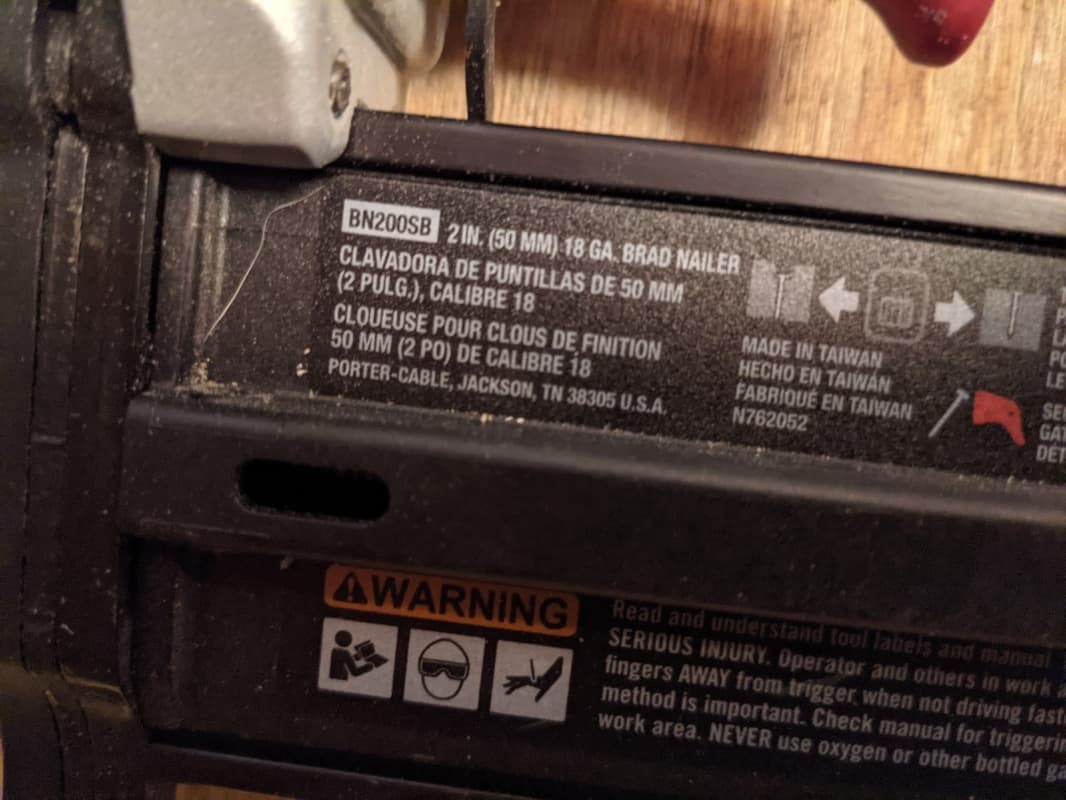 BN200SB 2 IN. (50 MM) 18 GA. BRAD NAILER
CLAVADORA DE PUNTILLAS DE 50 MM
(2 PULG.), CALIBRE 18
CLOUEUSE POUR CLOUS DE FINITION
50 MM (2 PO) DE CALIBRE 18
PORTER-CABLE, JACKSON, TN 38305 U.S.A.
MADE IN TAIWAN
HECHO EN TAIWAN
FABRIQUÉ EN TAIWAN
N762052
WARNING
Read and understand tool labels and manual
SERIOUS INJURY. Operator and others in work
fingers AWAY from trigger when not driving
method is important. Check manual for
work area. NEVER use oxygen or other bottled